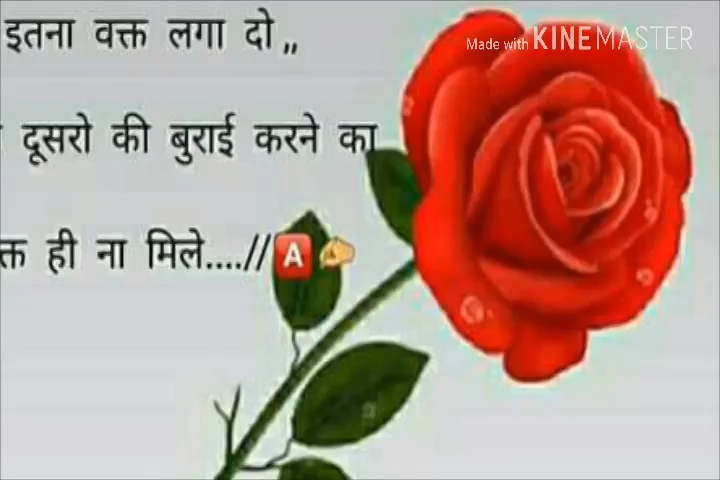 इतना वक्त लगा दो,,
Made with KINEMASTER
दूसरो की बुराई करने का
ही ना मिले....//🅰️✍️